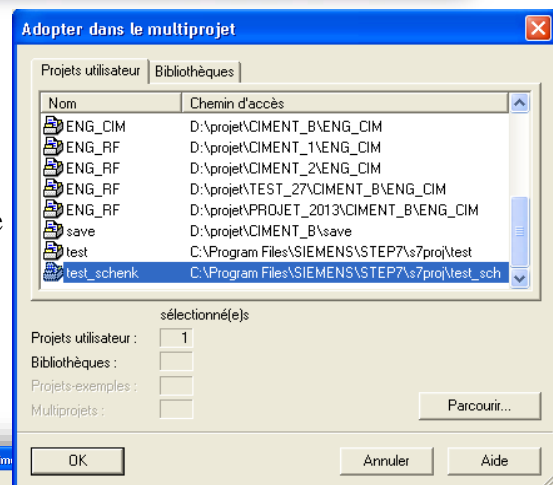 Adopter dans le multiprojet
Projets utilisateur Bibliothèques
Nom Chemin d'accès
ENG_CIM D:\projet\CIMENT_B\ENG_CIM
ENG_RF D:\projet\CIMENT_1\ENG_CIM
ENG_RF D:\projet\CIMENT_2\ENG_CIM
ENG_RF D:\projet\TEST_27\CIMENT_B\ENG_CIM
ENG_RF D:\projet\PROJET_2013\CIMENT_B\ENG_CIM
save D:\projet\CIMENT_B\save
test C:\Program Files\SIEMENS\STEP7\s7proj\test
test_schenk C:\Program Files\SIEMENS\STEP7\s7proj\test_sch
sélectionné(e)s
Projets utilisateur : 1
Bibliothèques :
Projets-exemples :
Multiprojets :
Parcourir...
OK Annuler Aide